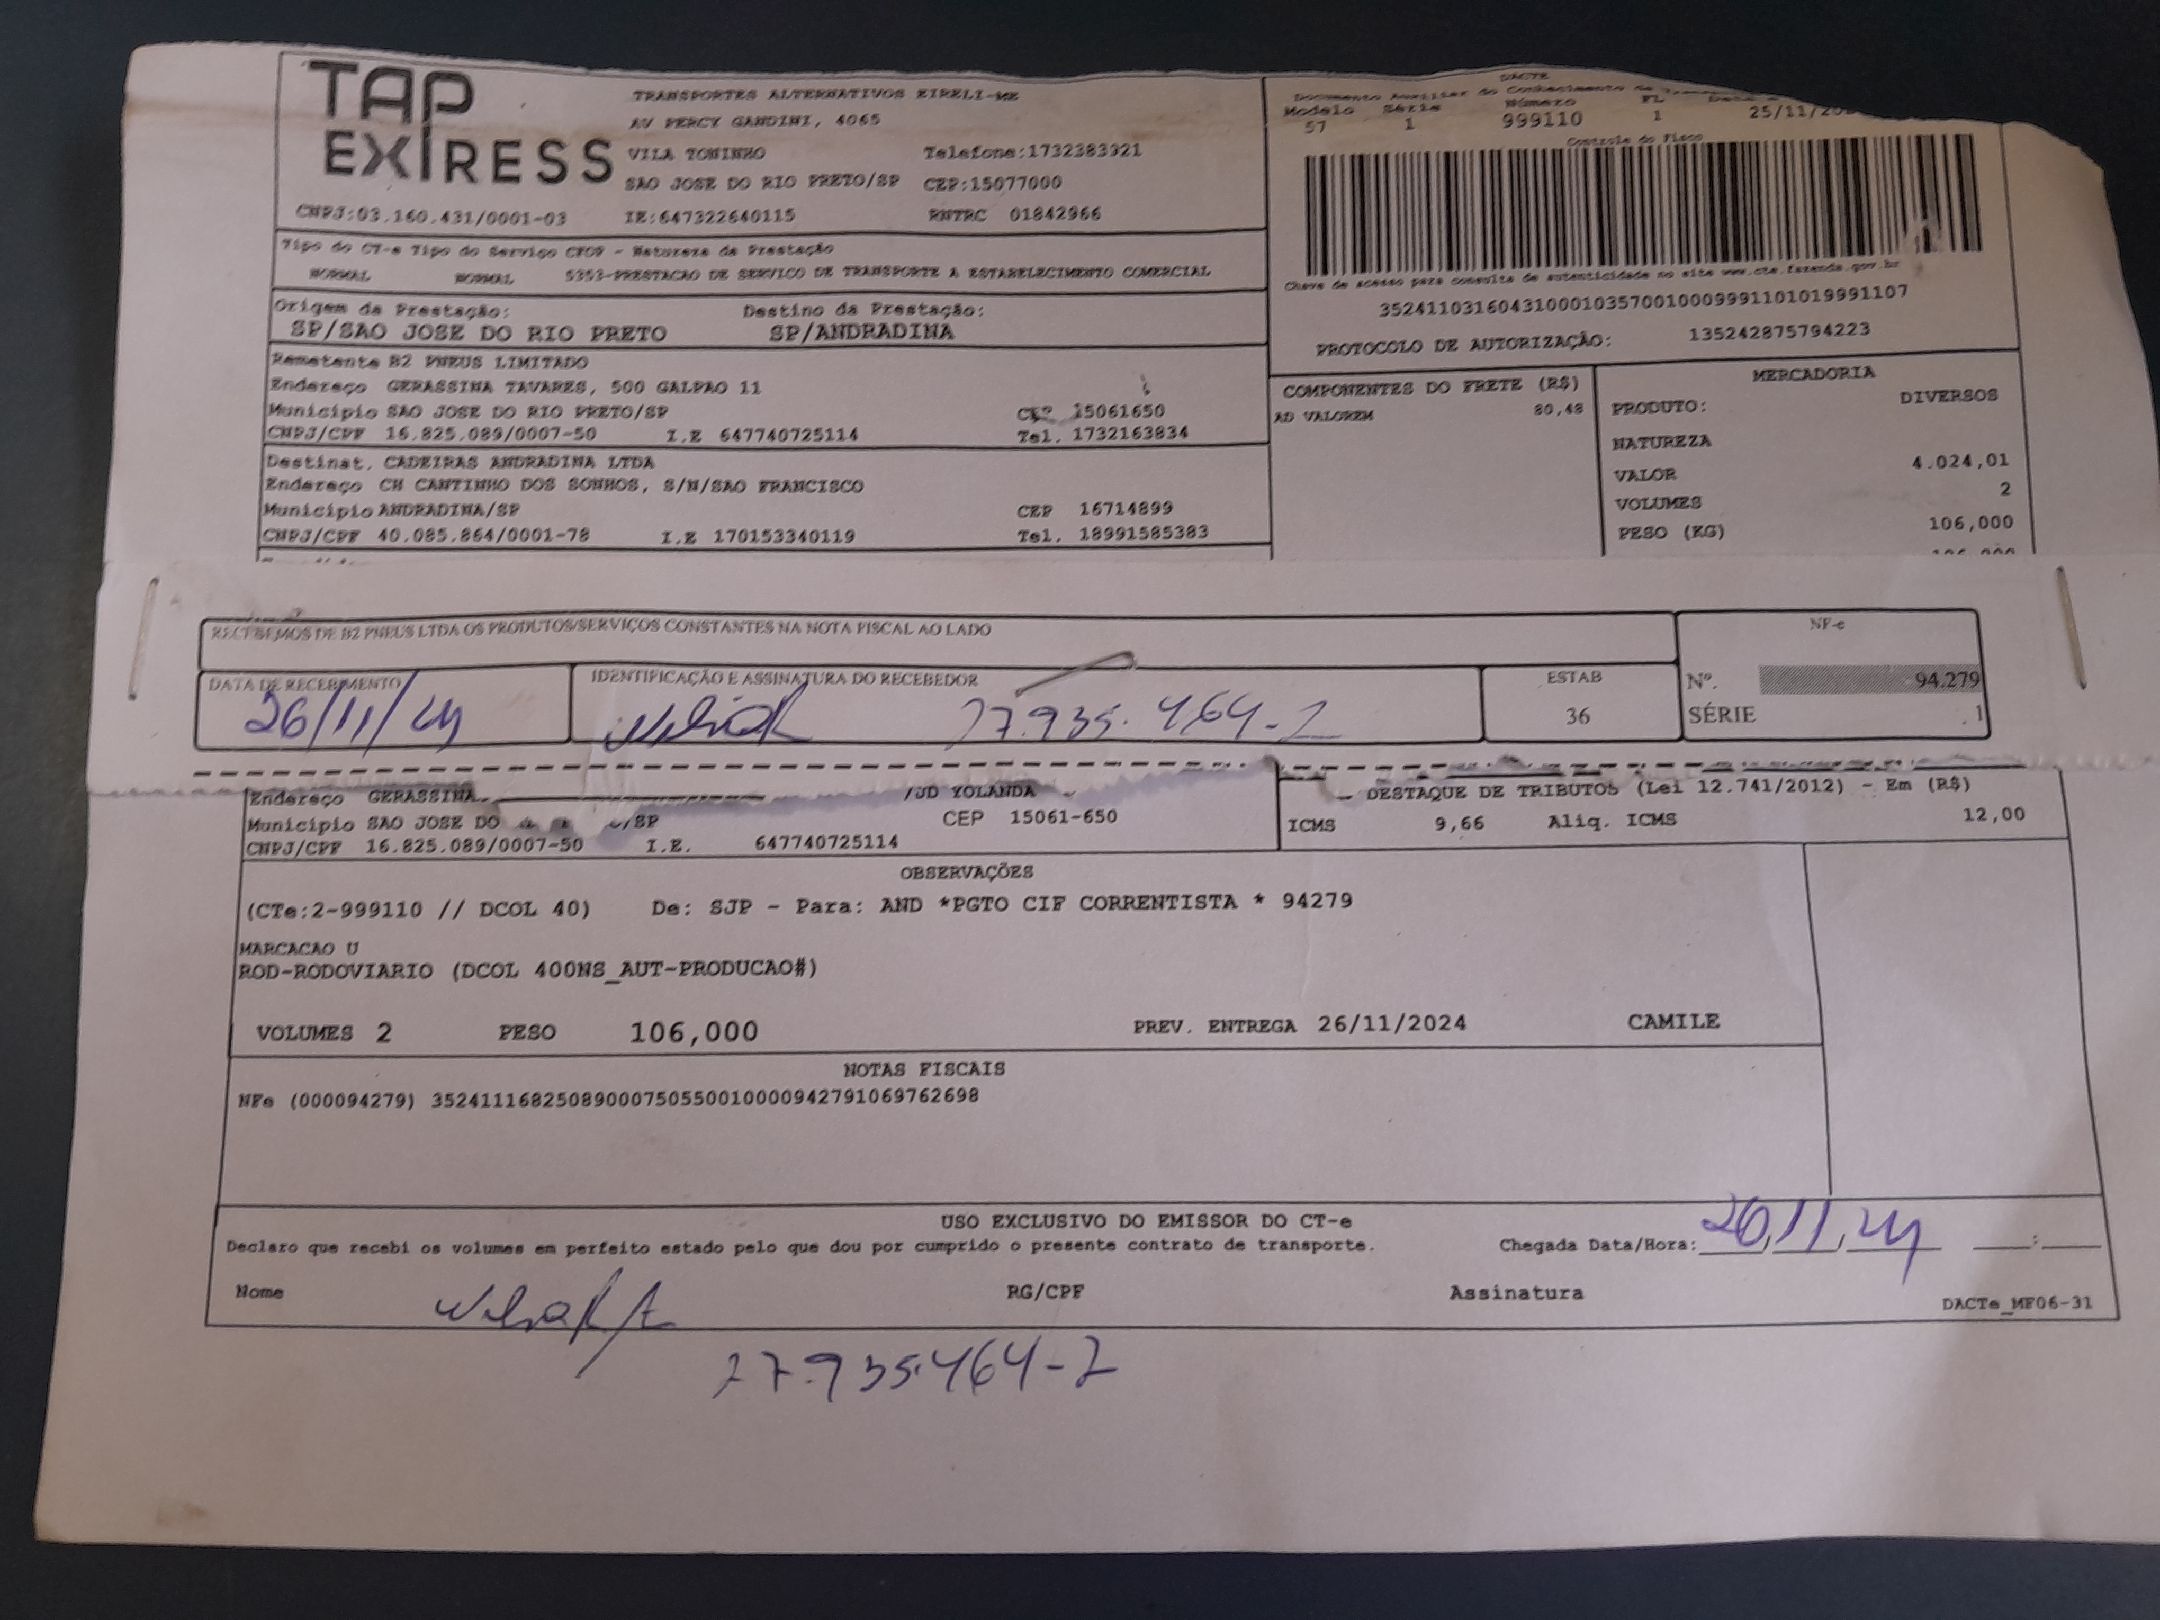 TAP
EXPRESS
TRANSPORTES ALTERNATIVOS EIRELI-ME
AV PERCY GANDINI, 4065
VILA TONINHO Telefone:1732383321
SAO JOSE DO RIO PRETO/SP CEP:15077000
CNPJ:03.160.431/0001-03 IE:647322640115 RNTRC 01842966
DACTE
Documento Auxiliar do Conhecimento de
Modelo Série Número FL
57 1 999110 1 25/11/20
Controle do Fisco
Chave de acesso para consulta de autenticidade no site www.cte.fazenda.gov.br
35241103160431000103570010009991101019991107
PROTOCOLO DE AUTORIZAÇÃO: 135242875794223
Tipo do CT-e Tipo do Serviço CFOP - Natureza da Prestação
NORMAL NORMAL 5353-PRESTACAO DE SERVICO DE TRANSPORTE A ESTABELECIMENTO COMERCIAL
Origem da Prestação: Destino da Prestação:
SP/SAO JOSE DO RIO PRETO SP/ANDRADINA
Remetente B2 PNEUS LIMITADO
Endereço GERASSINA TAVARES, 500 GALPAO 11
Município SAO JOSE DO RIO PRETO/SP CEP 15061650
CNPJ/CPF 16.825.089/0007-50 I.E 647740725114 Tel. 1732163834
Destinat. CADEIRAS ANDRADINA LTDA
Endereço CH CANTINHO DOS SONHOS, S/N/SAO FRANCISCO
Município ANDRADINA/SP CEP 16714899
CNPJ/CPF 40.085.864/0001-78 I.E 170153340119 Tel. 18991585383
COMPONENTES DO FRETE (R$)
AD VALOREM 80,48
MERCADORIA
PRODUTO: DIVERSOS
NATUREZA
VALOR 4.024,01
VOLUMES 2
PESO (KG) 106,000
106,000
RECEBEMOS DE B2 PNEUS LTDA OS PRODUTOS/SERVIÇOS CONSTANTES NA NOTA FISCAL AO LADO
DATA DE RECEBIMENTO
26/11/24
IDENTIFICAÇÃO E ASSINATURA DO RECEBEDOR
27.935.464-2
ESTAB
36
NF-e
Nº. 94.279
SÉRIE 1
Endereço GERASSINA /JD YOLANDA
Município SAO JOSE DO /SP CEP 15061-650
CNPJ/CPF 16.825.089/0007-50 I.E. 647740725114
DESTAQUE DE TRIBUTOS (Lei 12.741/2012) - Em (R$)
ICMS 9,66 Aliq. ICMS 12,00
OBSERVAÇÕES
(CTe:2-999110 // DCOL 40) De: SJP - Para: AND *PGTO CIF CORRENTISTA * 94279
MARCACAO U
ROD-RODOVIARIO (DCOL 400NS_AUT-PRODUCAO#)
VOLUMES 2 PESO 106,000 PREV. ENTREGA 26/11/2024 CAMILE
NOTAS FISCAIS
NFe (000094279) 35241116825089000750550010000942791069762698
USO EXCLUSIVO DO EMISSOR DO CT-e
Declaro que recebi os volumes em perfeito estado pelo que dou por cumprido o presente contrato de transporte. Chegada Data/Hora: 26/11/24 :
Nome RG/CPF Assinatura
DACTe_MF06-31
27.935.464-2